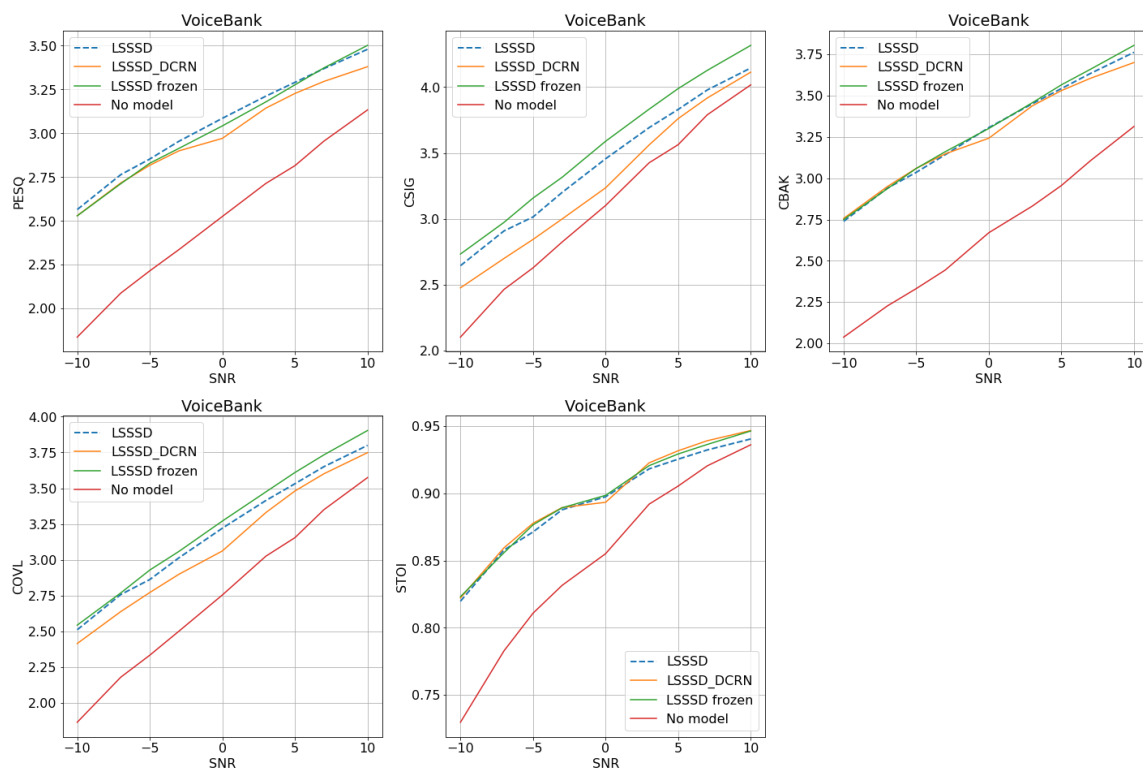 VoiceBank
LSSSD
LSSSD_DCRN
LSSSD frozen
No model
PESQ
3.50
3.25
3.00
2.75
2.50
2.25
2.00
−10
−5
0
5
10
SNR
VoiceBank
LSSSD
LSSSD_DCRN
LSSSD frozen
No model
CSIG
4.0
3.5
3.0
2.5
2.0
−10
−5
0
5
10
SNR
VoiceBank
LSSSD
LSSSD_DCRN
LSSSD frozen
No model
CBAK
3.75
3.50
3.25
3.00
2.75
2.50
2.25
2.00
−10
−5
0
5
10
SNR
VoiceBank
LSSSD
LSSSD_DCRN
LSSSD frozen
No model
COVL
4.00
3.75
3.50
3.25
3.00
2.75
2.50
2.25
2.00
−10
−5
0
5
10
SNR
VoiceBank
STOI
0.95
0.90
0.85
0.80
0.75
LSSSD
LSSSD_DCRN
LSSSD frozen
No model
−10
−5
0
5
10
SNR